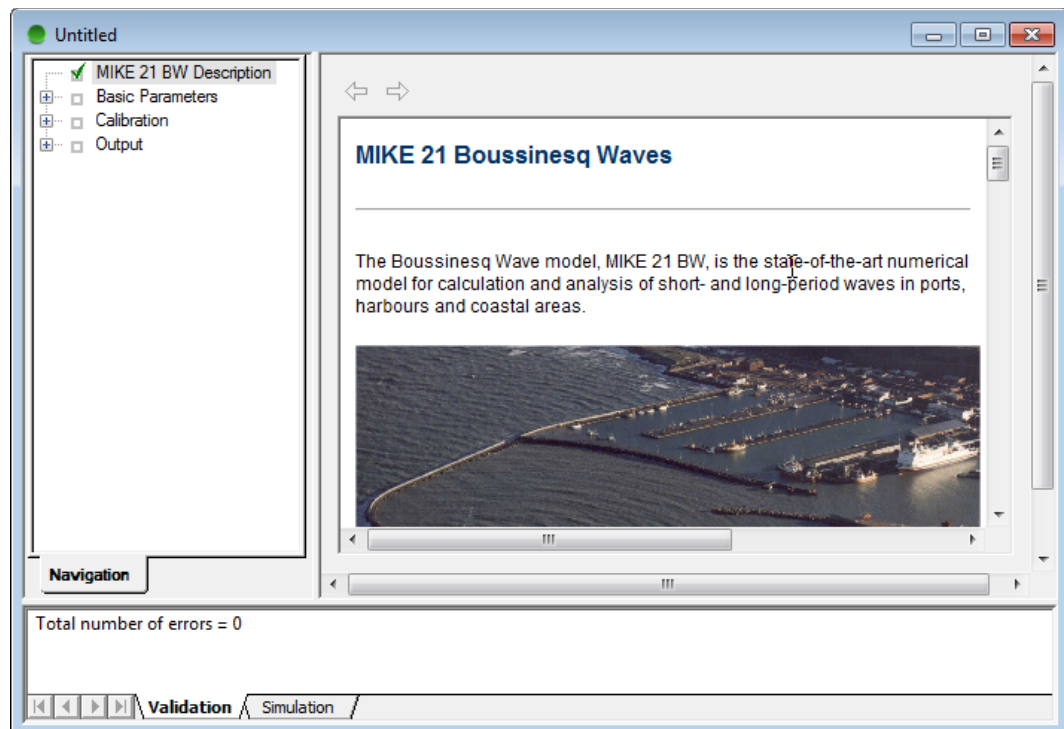 Untitled
MIKE 21 BW Description
Basic Parameters
Calibration
Output
Navigation
MIKE 21 Boussinesq Waves
The Boussinesq Wave model, MIKE 21 BW, is the state-of-the-art numerical
model for calculation and analysis of short- and long-period waves in ports,
harbours and coastal areas.
Total number of errors = 0
Validation
Simulation